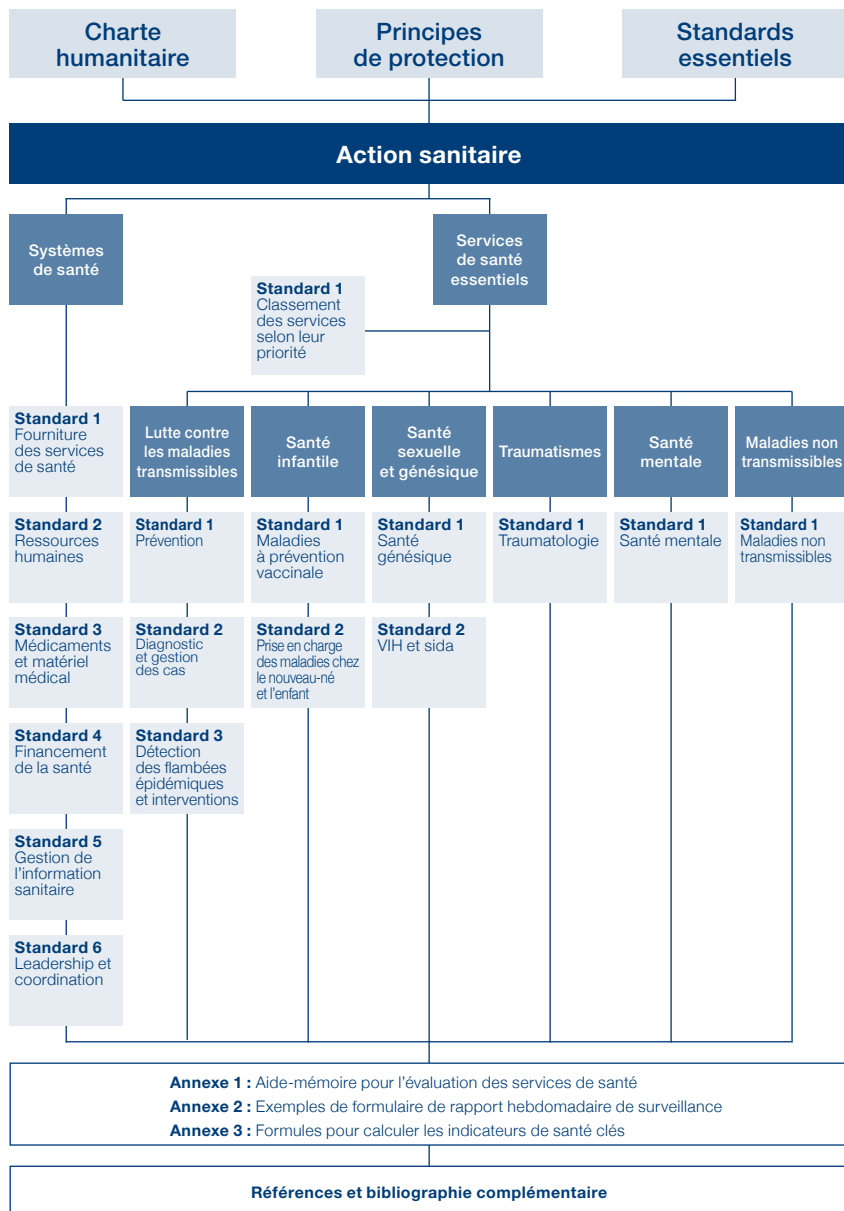 Charte
humanitaire
Principes
de protection
Standards
essentiels
Action sanitaire
Systèmes
de santé
Services
de santé
essentiels
Standard 1
Classement
des services
selon leur
priorité
Standard 1
Fourniture
des services
de santé
Lutte contre
les maladies
transmissibles
Santé
infantile
Santé
sexuelle
et génésique
Traumatismes
Santé
mentale
Maladies non
transmissibles
Standard 2
Ressources
humaines
Standard 1
Prévention
Standard 1
Maladies
à prévention
vaccinale
Standard 1
Santé
génésique
Standard 1
Traumatologie
Standard 1
Santé mentale
Standard 1
Maladies non
transmissibles
Standard 3
Médicaments
et matériel
médical
Standard 2
Diagnostic
et gestion
des cas
Standard 2
Prise en charge
des maladies chez
le nouveau-né
et l'enfant
Standard 2
VIH et sida
Standard 4
Financement
de la santé
Standard 3
Détection
des flambées
épidémiques
et interventions
Standard 5
Gestion de
l'information
sanitaire
Standard 6
Leadership et
coordination
Annexe 1 : Aide-mémoire pour l'évaluation des services de santé
Annexe 2 : Exemples de formulaire de rapport hebdomadaire de surveillance
Annexe 3 : Formules pour calculer les indicateurs de santé clés
Références et bibliographie complémentaire